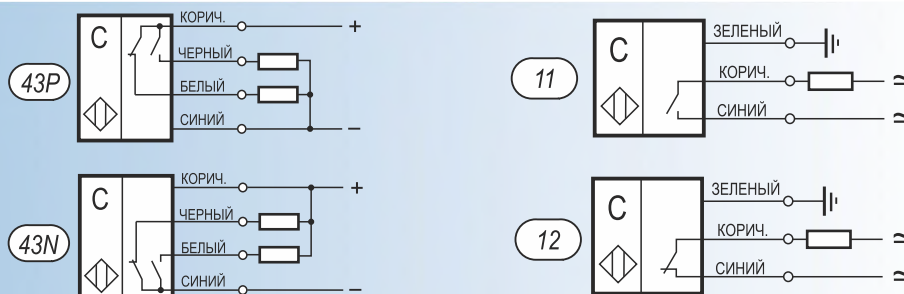 43P
C
КОРИЧ.
+
ЧЕРНЫЙ
БЕЛЫЙ
СИНИЙ
−
11
C
ЗЕЛЕНЫЙ
КОРИЧ.
≃
СИНИЙ
≃
43N
C
КОРИЧ.
+
ЧЕРНЫЙ
БЕЛЫЙ
СИНИЙ
−
12
C
ЗЕЛЕНЫЙ
КОРИЧ.
≃
СИНИЙ
≃